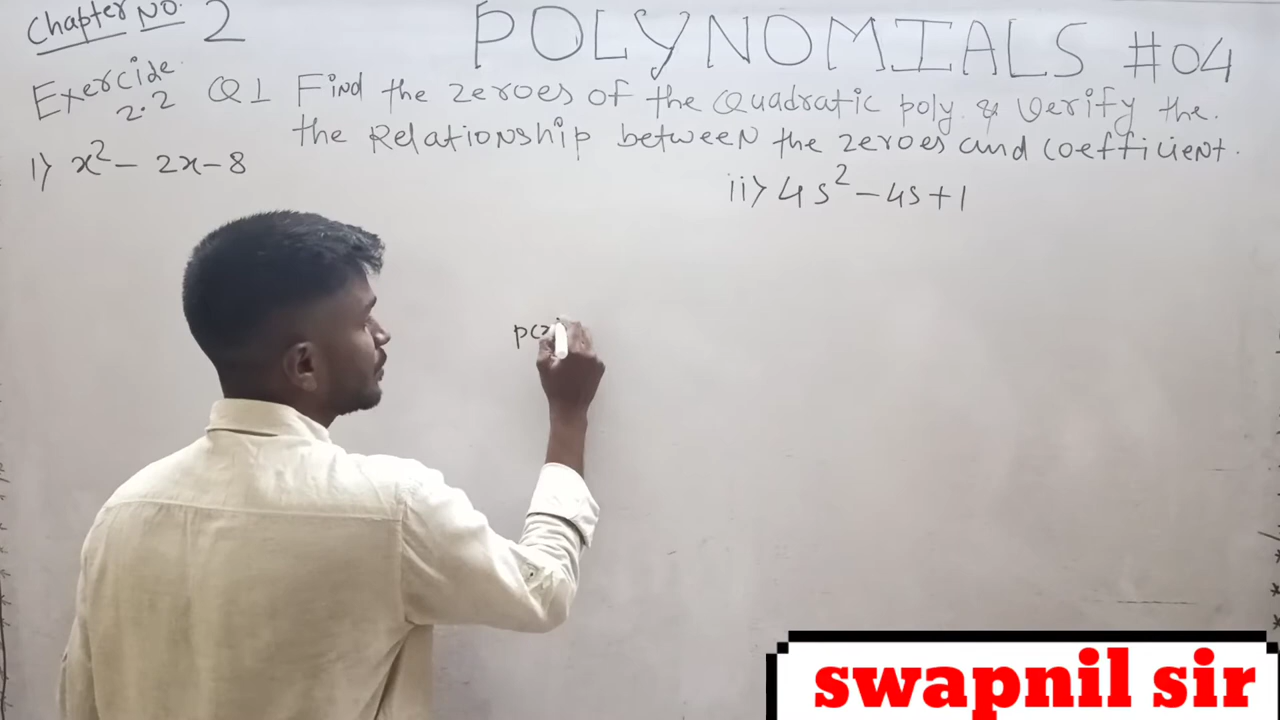 Chapter No. 2
POLYNOMIALS #04
Exercide 2.2
Q1 Find the zeroes of the Quadratic poly. & Verify the.
the Relationship between the zeroes and coefficient.
i) x² - 2x - 8
ii) 4s² - 4s + 1
p(x
swapnil sir